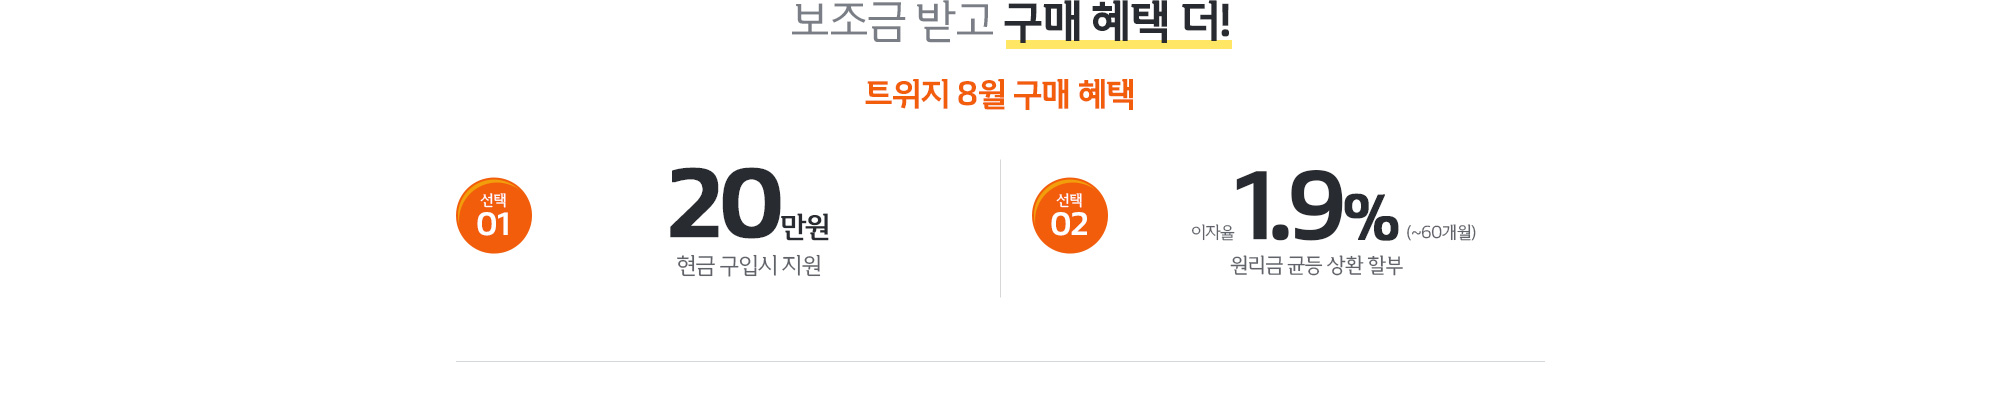 보조금 받고 구매 혜택 더!
트위지 8월 구매 혜택
선택
01
20만원
현금 구입시 지원
선택
02
이자율 1.9% (~60개월)
원리금 균등 상환 할부